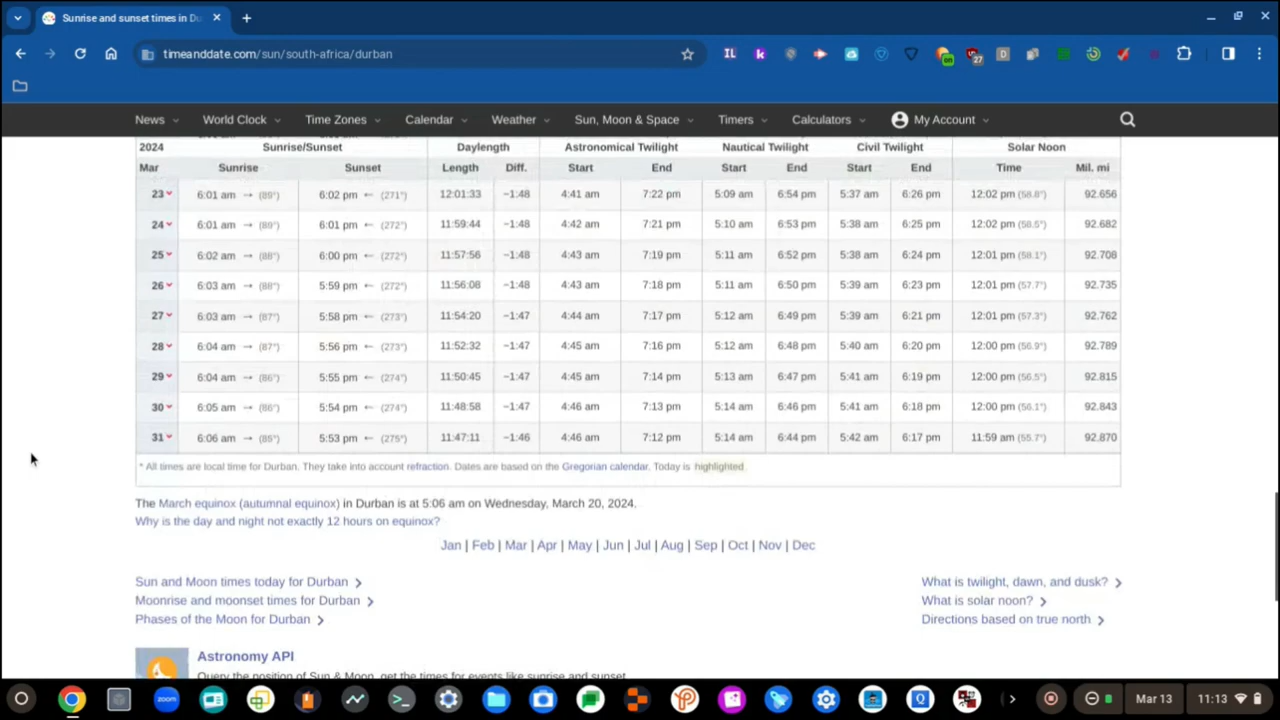 Sunrise and sunset times in Du
timeanddate.com/sun/south-africa/durban
News World Clock Time Zones Calendar Weather Sun, Moon & Space Timers Calculators My Account
2024 Sunrise/Sunset Daylength Astronomical Twilight Nautical Twilight Civil Twilight Solar Noon
Mar Sunrise Sunset Length Diff. Start End Start End Start End Time Mil. mi
23 6:01 am → (89°) 6:02 pm ← (271°) 12:01:33 −1:48 4:41 am 7:22 pm 5:09 am 6:54 pm 5:37 am 6:26 pm 12:02 pm (58.8°) 92.656
24 6:01 am → (89°) 6:01 pm ← (272°) 11:59:44 −1:48 4:42 am 7:21 pm 5:10 am 6:53 pm 5:38 am 6:25 pm 12:02 pm (58.5°) 92.682
25 6:02 am → (88°) 6:00 pm ← (272°) 11:57:56 −1:48 4:43 am 7:19 pm 5:11 am 6:52 pm 5:38 am 6:24 pm 12:01 pm (58.1°) 92.708
26 6:03 am → (88°) 5:59 pm ← (272°) 11:56:08 −1:48 4:43 am 7:18 pm 5:11 am 6:50 pm 5:39 am 6:23 pm 12:01 pm (57.7°) 92.735
27 6:03 am → (87°) 5:58 pm ← (273°) 11:54:20 −1:47 4:44 am 7:17 pm 5:12 am 6:49 pm 5:39 am 6:21 pm 12:01 pm (57.3°) 92.762
28 6:04 am → (87°) 5:56 pm ← (273°) 11:52:32 −1:47 4:45 am 7:16 pm 5:12 am 6:48 pm 5:40 am 6:20 pm 12:00 pm (56.9°) 92.789
29 6:04 am → (86°) 5:55 pm ← (274°) 11:50:45 −1:47 4:45 am 7:14 pm 5:13 am 6:47 pm 5:41 am 6:19 pm 12:00 pm (56.5°) 92.815
30 6:05 am → (86°) 5:54 pm ← (274°) 11:48:58 −1:47 4:46 am 7:13 pm 5:14 am 6:46 pm 5:41 am 6:18 pm 12:00 pm (56.1°) 92.843
31 6:06 am → (85°) 5:53 pm ← (275°) 11:47:11 −1:46 4:46 am 7:12 pm 5:14 am 6:44 pm 5:42 am 6:17 pm 11:59 am (55.7°) 92.870
* All times are local time for Durban. They take into account refraction. Dates are based on the Gregorian calendar. Today is highlighted.
The March equinox (autumnal equinox) in Durban is at 5:06 am on Wednesday, March 20, 2024.
Why is the day and night not exactly 12 hours on equinox?
Jan | Feb | Mar | Apr | May | Jun | Jul | Aug | Sep | Oct | Nov | Dec
Sun and Moon times today for Durban What is twilight, dawn, and dusk?
Moonrise and moonset times for Durban What is solar noon?
Phases of the Moon for Durban Directions based on true north
Astronomy API
Query the position of Sun & Moon, get the times for events like sunrise and sunset
Mar 13 11:13